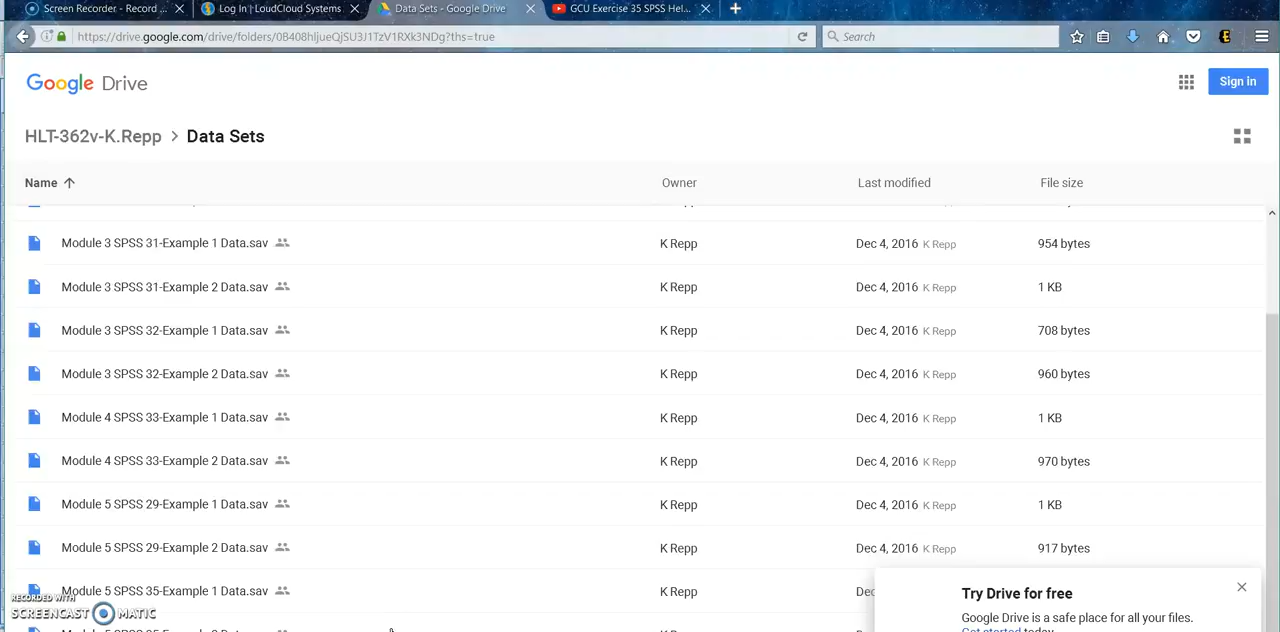 Screen Recorder - Record ...
Log In | LoudCloud Systems
Data Sets - Google Drive
GCU Exercise 35 SPSS Hel...
https://drive.google.com/drive/folders/0B408hljueQjSU3J1TzV1RXk3NDg?ths=true
Search
Google Drive
Sign in
HLT-362v-K.Repp > Data Sets
Name Owner Last modified File size
Module 3 SPSS 31-Example 1 Data.sav K Repp Dec 4, 2016 K Repp 954 bytes
Module 3 SPSS 31-Example 2 Data.sav K Repp Dec 4, 2016 K Repp 1 KB
Module 3 SPSS 32-Example 1 Data.sav K Repp Dec 4, 2016 K Repp 708 bytes
Module 3 SPSS 32-Example 2 Data.sav K Repp Dec 4, 2016 K Repp 960 bytes
Module 4 SPSS 33-Example 1 Data.sav K Repp Dec 4, 2016 K Repp 1 KB
Module 4 SPSS 33-Example 2 Data.sav K Repp Dec 4, 2016 K Repp 970 bytes
Module 5 SPSS 29-Example 1 Data.sav K Repp Dec 4, 2016 K Repp 1 KB
Module 5 SPSS 29-Example 2 Data.sav K Repp Dec 4, 2016 K Repp 917 bytes
Module 5 SPSS 35-Example 1 Data.sav K Repp Dec
Try Drive for free
Google Drive is a safe place for all your files.
Get started today.
RECORDED WITH
SCREENCAST MATIC